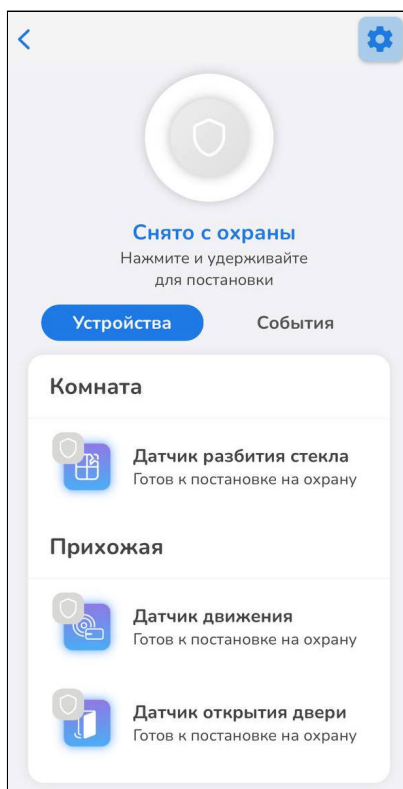 Снято с охраны
Нажмите и удерживайте
для постановки
Устройства
События
Комната
Датчик разбития стекла
Готов к постановке на охрану
Прихожая
Датчик движения
Готов к постановке на охрану
Датчик открытия двери
Готов к постановке на охрану